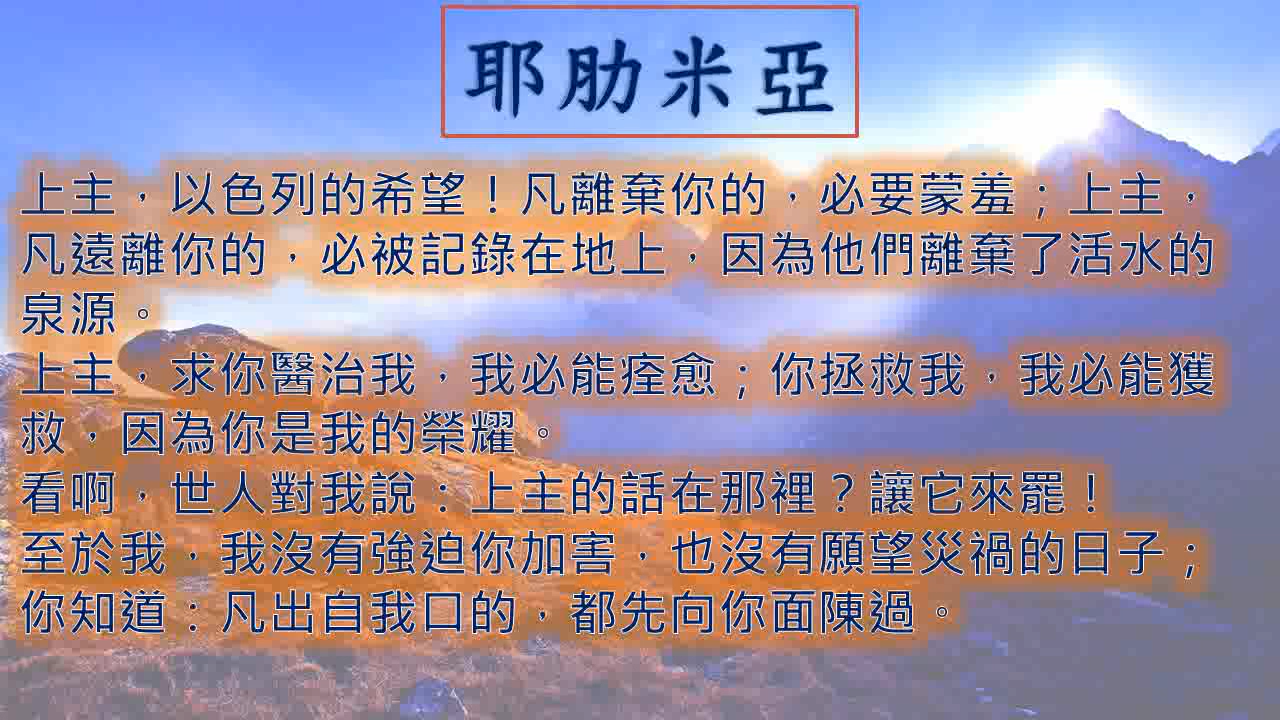 耶肋米亞
上主，以色列的希望！凡離棄你的，必要蒙羞；上主，
凡遠離你的，必被記錄在地上，因為他們離棄了活水的
泉源。
上主，求你醫治我，我必能痊愈；你拯救我，我必能獲
救，因為你是我的榮耀。
看啊，世人對我說：上主的話在那裡？讓它來罷！
至於我，我沒有強迫你加害，也沒有願望災禍的日子；
你知道：凡出自我口的，都先向你面陳過。